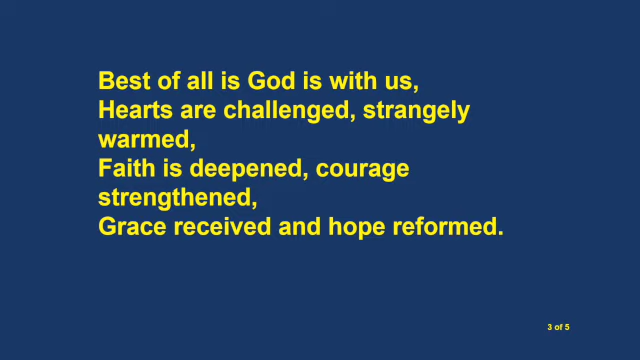 Best of all is God is with us,
Hearts are challenged, strangely
warmed,
Faith is deepened, courage
strengthened,
Grace received and hope reformed.
3 of 5